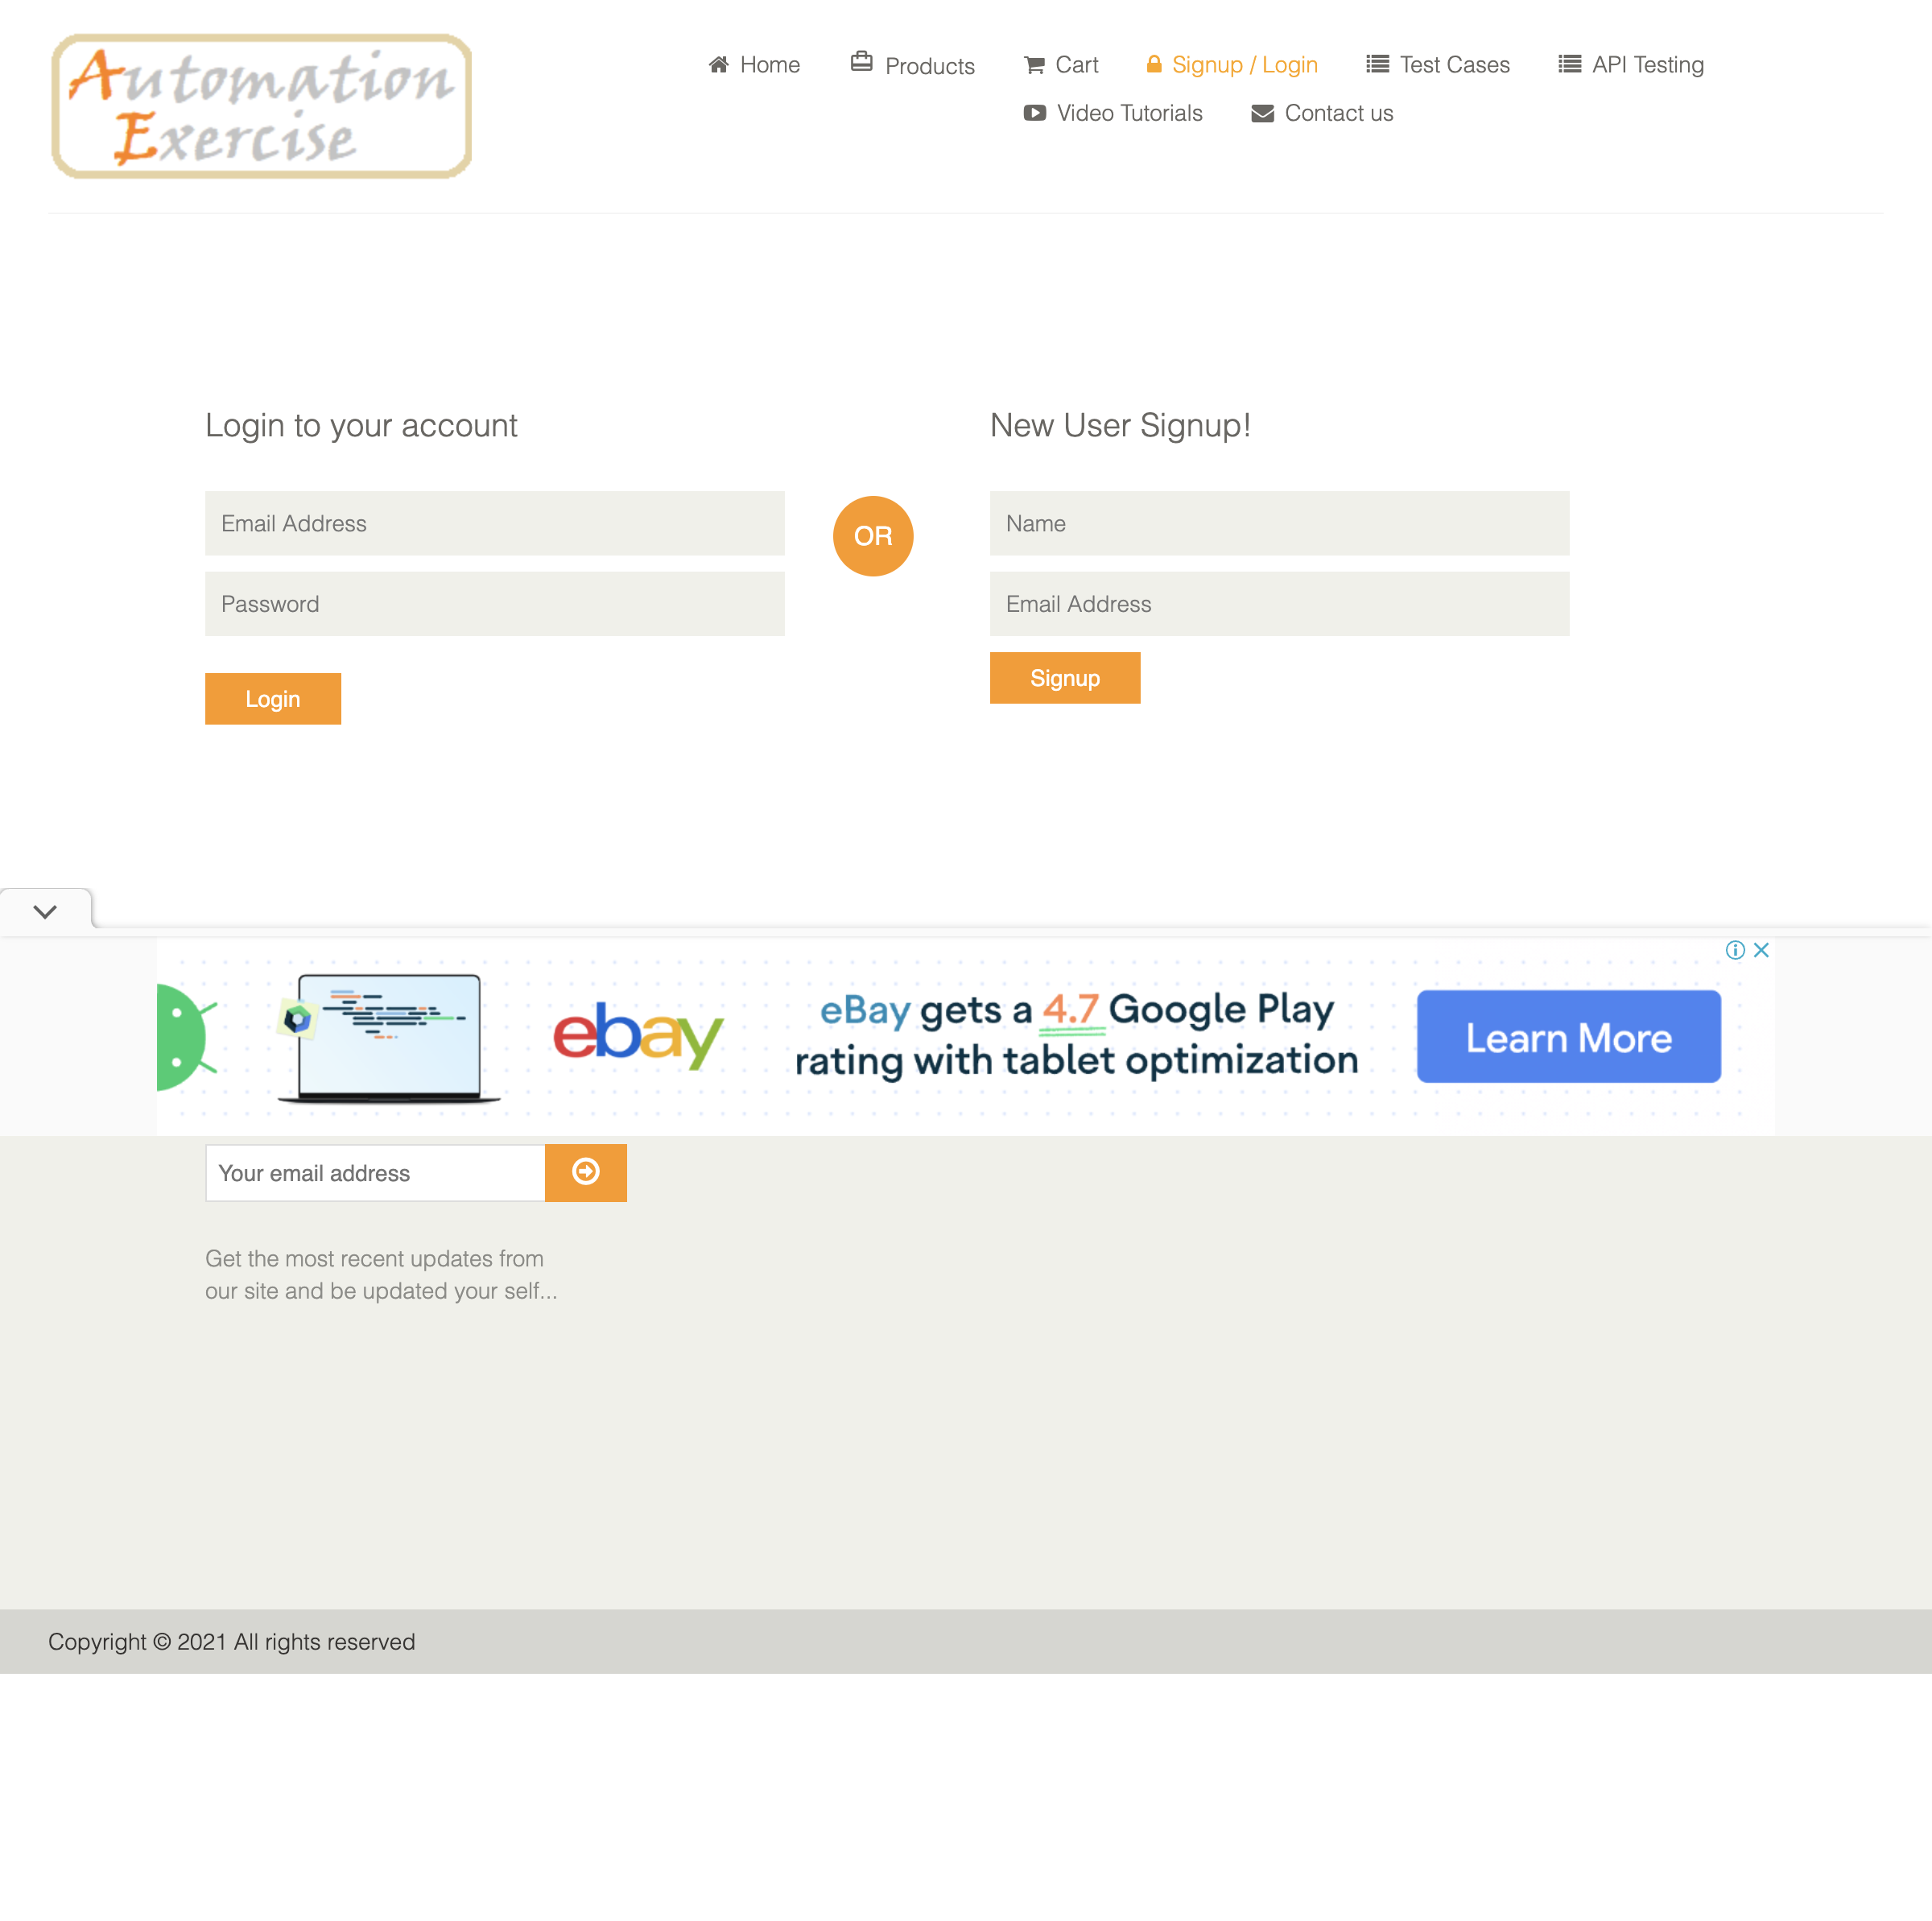 Automation
Exercise
Home
Products
Cart
Signup / Login
Test Cases
API Testing
Video Tutorials
Contact us
Login to your account
Email Address
Password
Login
OR
New User Signup!
Name
Email Address
Signup
ebay
eBay gets a 4.7 Google Play
rating with tablet optimization
Learn More
Your email address
Get the most recent updates from
our site and be updated your self...
Copyright © 2021 All rights reserved